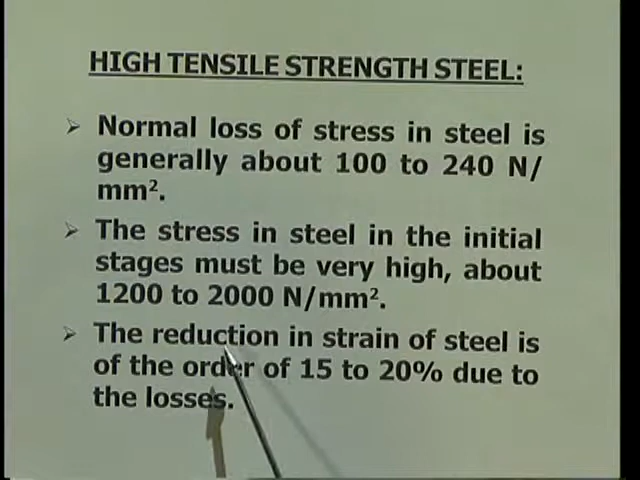 HIGH TENSILE STRENGTH STEEL:
➢ Normal loss of stress in steel is
generally about 100 to 240 N/
mm².
➢ The stress in steel in the initial
stages must be very high, about
1200 to 2000 N/mm².
➢ The reduction in strain of steel is
of the order of 15 to 20% due to
the losses.